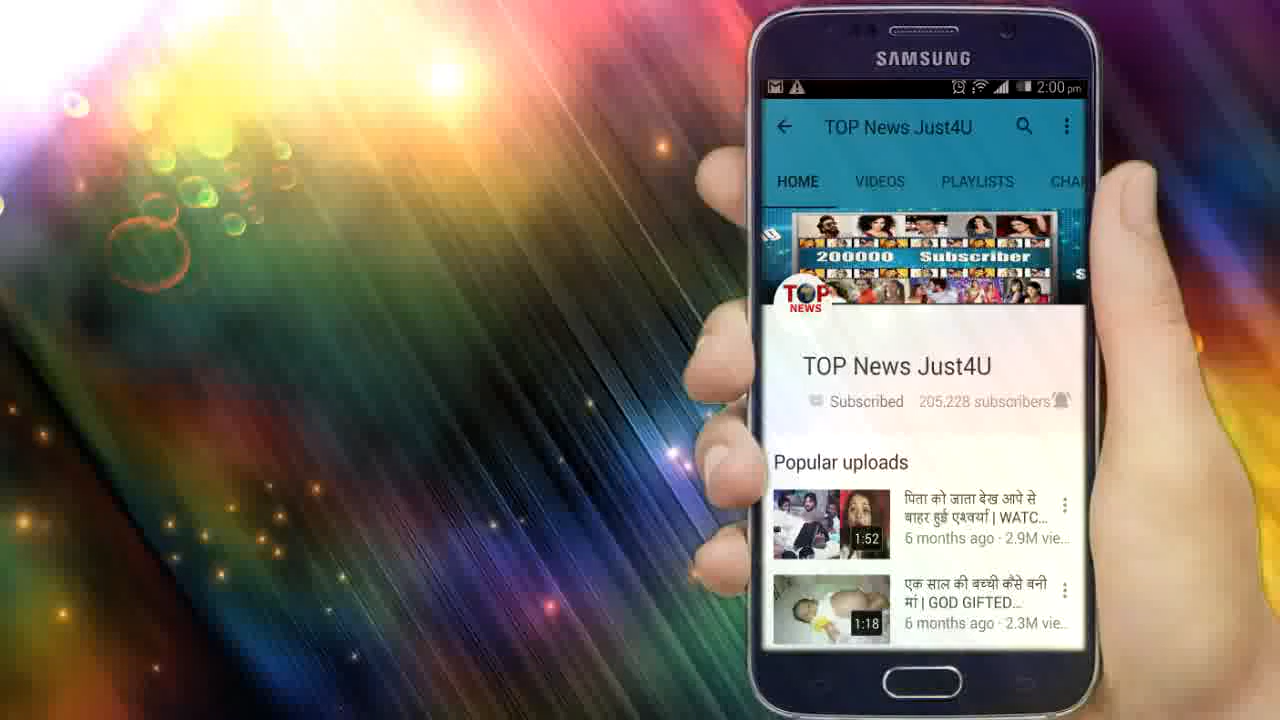 SAMSUNG
2:00 pm
TOP News Just4U
HOME VIDEOS PLAYLISTS CHA
200000 Subscriber
TOP
NEWS
TOP News Just4U
Subscribed 205,228 subscribers
Popular uploads
पिता को जाता देख आपे से
बाहर हुई एश्वर्या | WATC...
6 months ago · 2.9M vie...
1:52
एक साल की बच्ची कैसे बनी
मां | GOD GIFTED...
6 months ago · 2.3M vie...
1:18